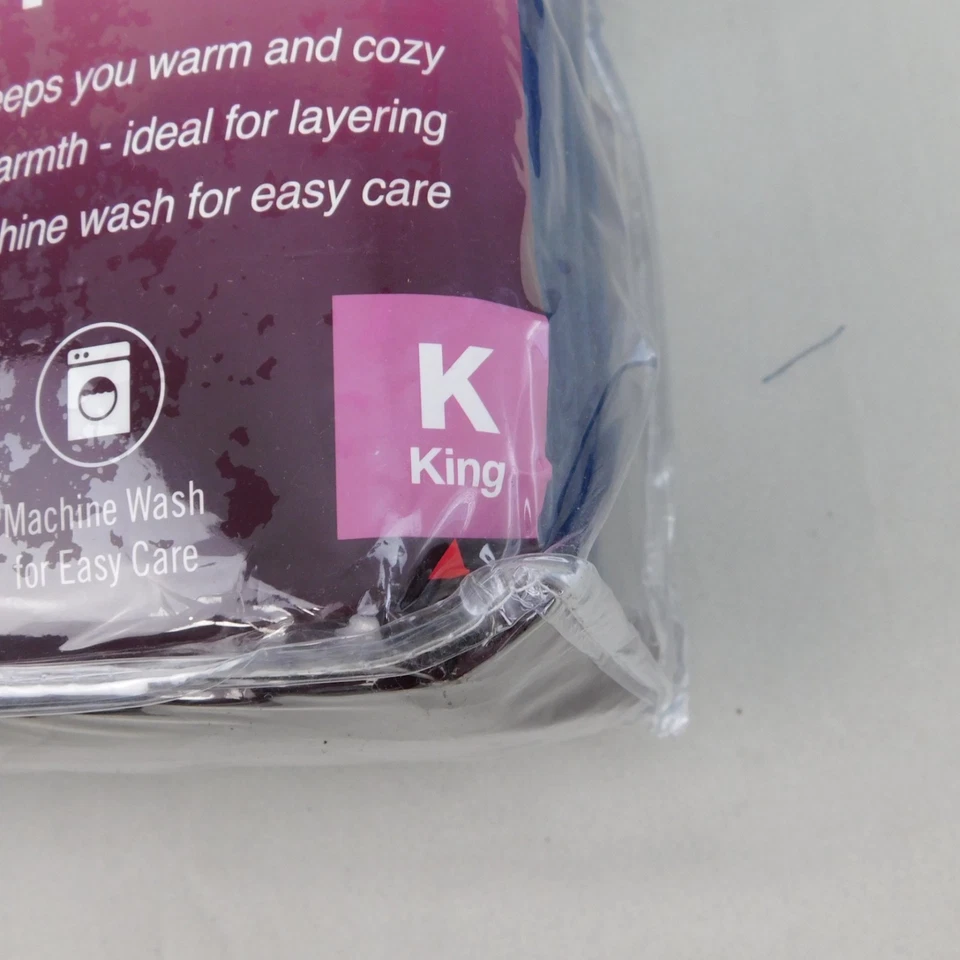 eeps you warm and cozy
armth - ideal for layering
hine wash for easy care
K
King
Machine Wash
for Easy Care